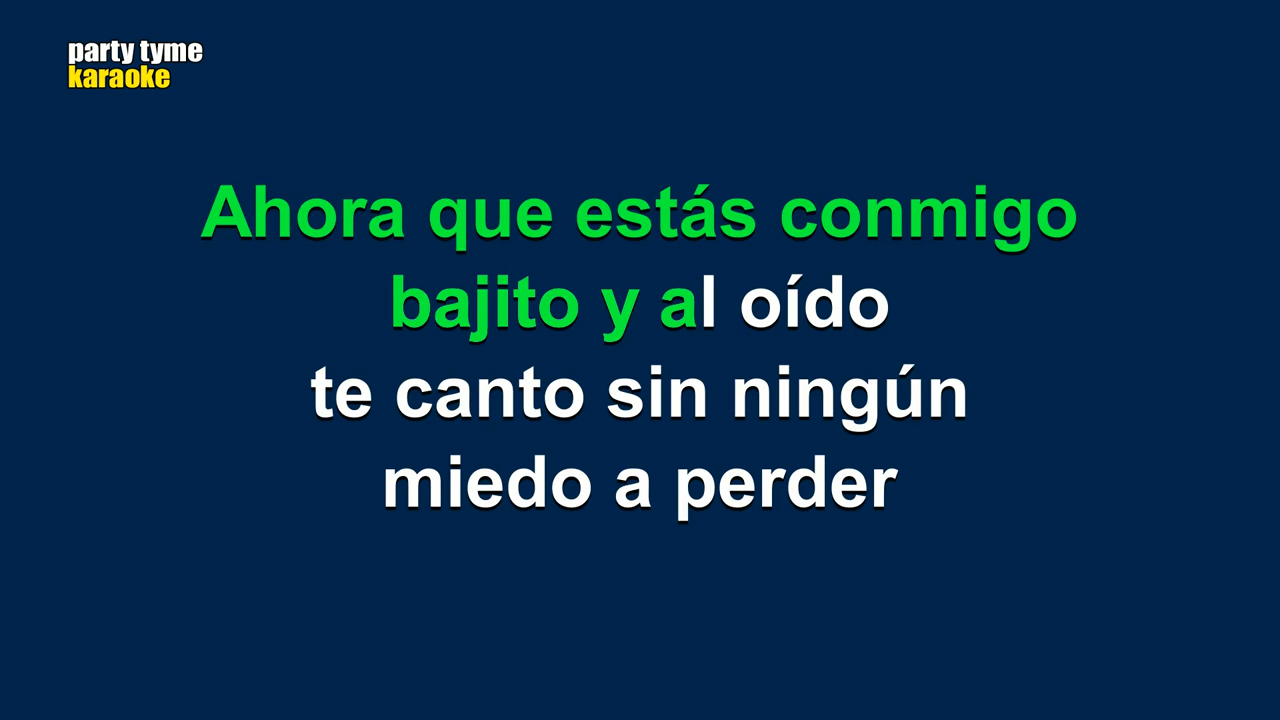 party tyme
karaoke
Ahora que estás conmigo
bajito y al oído
te canto sin ningún
miedo a perder